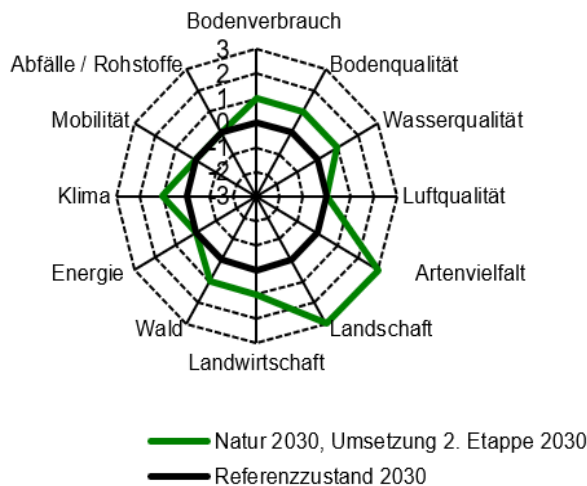 Bodenverbrauch
Abfälle / Rohstoffe
Bodenqualität
Mobilität
Wasserqualität
Klima
Luftqualität
Energie
Artenvielfalt
Wald
Landschaft
Landwirtschaft
3
2
1
0
-1
-2
-3
Natur 2030, Umsetzung 2. Etappe 2030
Referenzzustand 2030